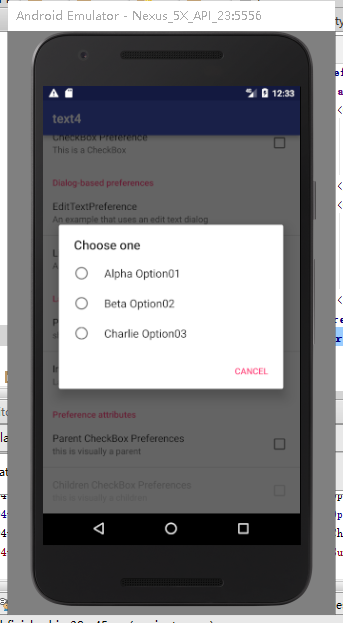 Android Emulator - Nexus_5X_API_23:5556
12:33
text4
CheckBox Preference
This is a CheckBox
Dialog-based preferences
EditTextPreference
An example that uses an edit text dialog
Choose one
Alpha Option01
Beta Option02
Charlie Option03
CANCEL
Preference attributes
Parent CheckBox Preferences
this is visually a parent
Children CheckBox Preferences
this is visually a children